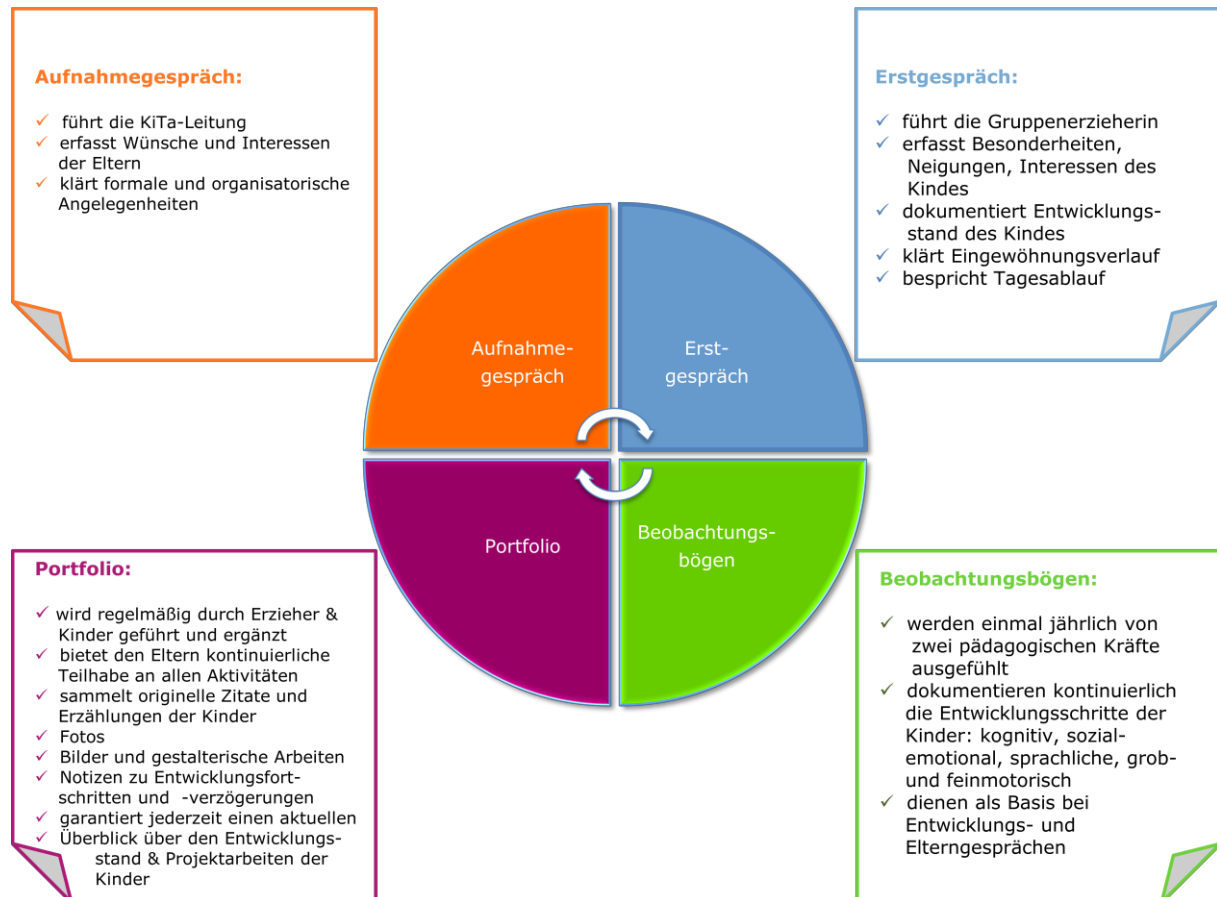 Aufnahmegespräch:
✓ führt die KiTa-Leitung
✓ erfasst Wünsche und Interessen
der Eltern
✓ klärt formale und organisatorische
Angelegenheiten
Erstgespräch:
✓ führt die Gruppenerzieherin
✓ erfasst Besonderheiten,
Neigungen, Interessen des
Kindes
✓ dokumentiert Entwicklungs-
stand des Kindes
✓ klärt Eingewöhnungsverlauf
✓ bespricht Tagesablauf
Aufnahme-
gespräch
Erst-
gespräch
Portfolio
Beobachtungs-
bögen
Portfolio:
✓ wird regelmäßig durch Erzieher &
Kinder geführt und ergänzt
✓ bietet den Eltern kontinuierliche
Teilhabe an allen Aktivitäten
✓ sammelt originelle Zitate und
Erzählungen der Kinder
✓ Fotos
✓ Bilder und gestalterische Arbeiten
✓ Notizen zu Entwicklungsfort-
schritten und -verzögerungen
✓ garantiert jederzeit einen aktuellen
✓ Überblick über den Entwicklungs-
stand & Projektarbeiten der
Kinder
Beobachtungsbögen:
✓ werden einmal jährlich von
zwei pädagogischen Kräfte
ausgefühlt
✓ dokumentieren kontinuierlich
die Entwicklungsschritte der
Kinder: kognitiv, sozial-
emotional, sprachliche, grob-
und feinmotorisch
✓ dienen als Basis bei
Entwicklungs- und
Elterngesprächen